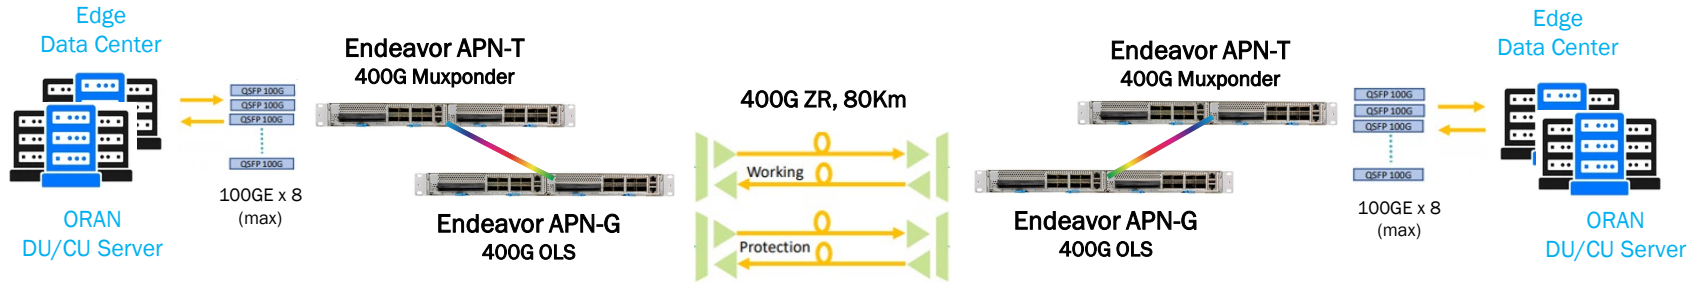 Edge
Data Center
QSFP 100G
QSFP 100G
QSFP 100G
QSFP 100G
100GE x 8
(max)
ORAN
DU/CU Server
Endeavor APN-T
400G Muxponder
Endeavor APN-G
400G OLS
400G ZR, 80Km
Working
Protection
Endeavor APN-T
400G Muxponder
Endeavor APN-G
400G OLS
QSFP 100G
QSFP 100G
QSFP 100G
QSFP 100G
100GE x 8
(max)
Edge
Data Center
ORAN
DU/CU Server